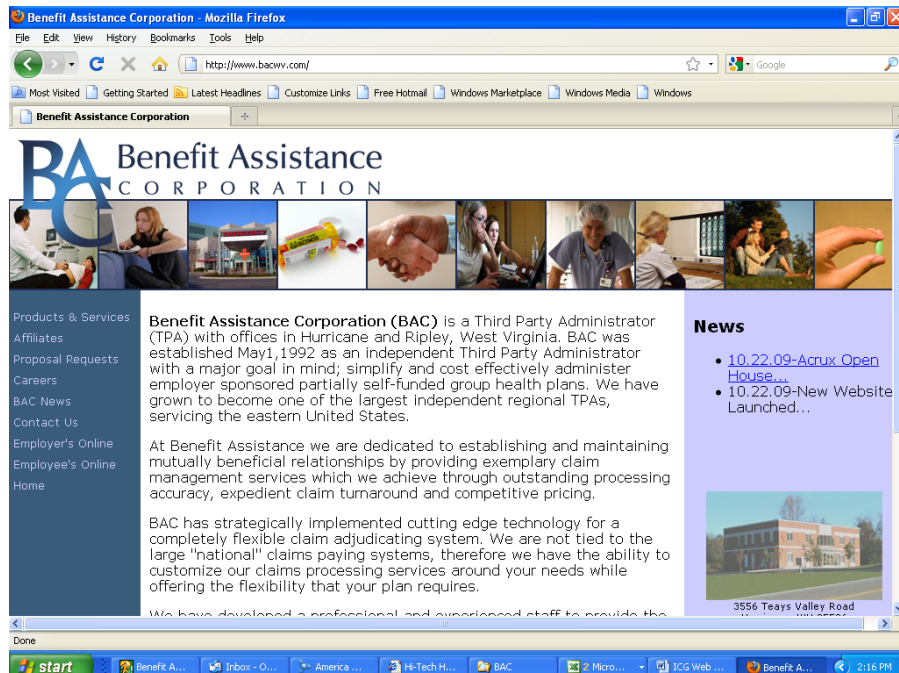 Benefit Assistance Corporation - Mozilla Firefox
File Edit View History Bookmarks Tools Help
http://www.bacwv.com/
Google
Most Visited Getting Started Latest Headlines Customize Links Free Hotmail Windows Marketplace Windows Media Windows
Benefit Assistance Corporation
BAC
Benefit Assistance
CORPORATION
Products & Services
Affiliates
Proposal Requests
Careers
BAC News
Contact Us
Employer's Online
Employee's Online
Home
Benefit Assistance Corporation (BAC) is a Third Party Administrator
(TPA) with offices in Hurricane and Ripley, West Virginia. BAC was
established May1,1992 as an independent Third Party Administrator
with a major goal in mind; simplify and cost effectively administer
employer sponsored partially self-funded group health plans. We have
grown to become one of the largest independent regional TPAs,
servicing the eastern United States.
At Benefit Assistance we are dedicated to establishing and maintaining
mutually beneficial relationships by providing exemplary claim
management services which we achieve through outstanding processing
accuracy, expedient claim turnaround and competitive pricing.
BAC has strategically implemented cutting edge technology for a
completely flexible claim adjudicating system. We are not tied to the
large "national" claims paying systems, therefore we have the ability to
customize our claims processing services around your needs while
offering the flexibility that your plan requires.
We have developed a professional and experienced staff to provide the
News
10.22.09-Acrux Open
House...
10.22.09-New Website
Launched...
3556 Teays Valley Road
Done
start Benefit A... Inbox - O... America ... Hi-Tech H... BAC 2 Micro... ICG Web ... Benefit A... 2:16 PM